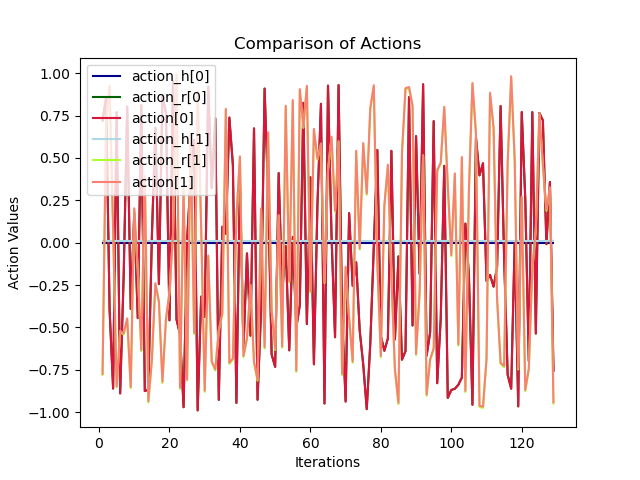 Comparison of Actions
action_h[0]
action_r[0]
action[0]
action_h[1]
action_r[1]
action[1]
1.00
0.75
0.50
0.25
0.00
−0.25
−0.50
−0.75
−1.00
Action Values
0
20
40
60
80
100
120
Iterations